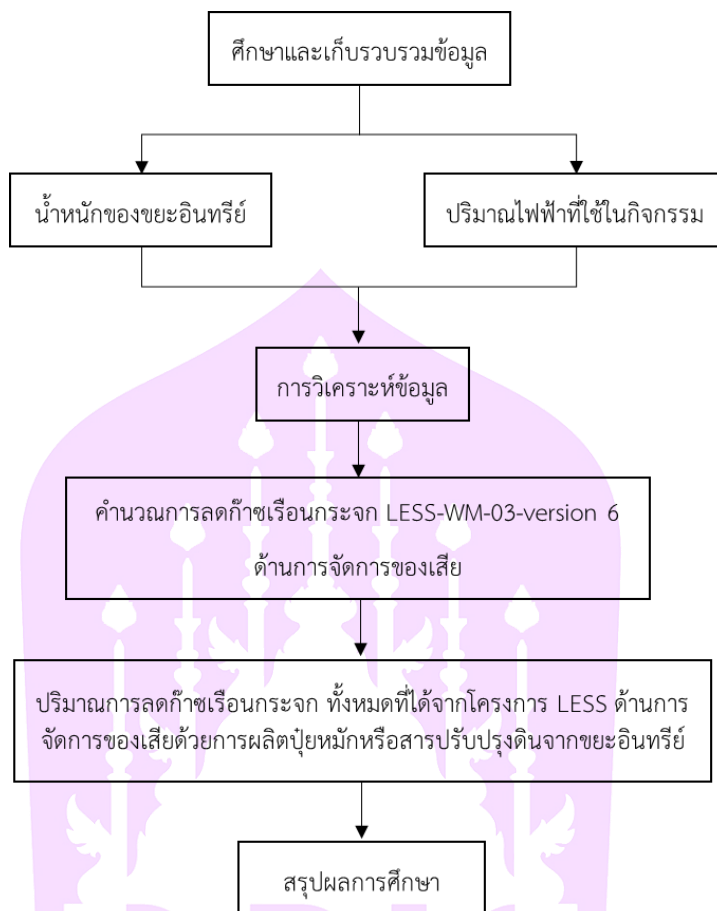 ศึกษาและเก็บรวบรวมข้อมูล
น้ำหนักของขยะอินทรีย์
ปริมาณไฟฟ้าที่ใช้ในกิจกรรม
การวิเคราะห์ข้อมูล
คำนวณการลดก๊าซเรือนกระจก LESS-WM-03-version 6
ด้านการจัดการของเสีย
ปริมาณการลดก๊าซเรือนกระจก ทั้งหมดที่ได้จากโครงการ LESS ด้านการ
จัดการของเสียด้วยการผลิตปุ๋ยหมักหรือสารปรับปรุงดินจากขยะอินทรีย์
สรุปผลการศึกษา